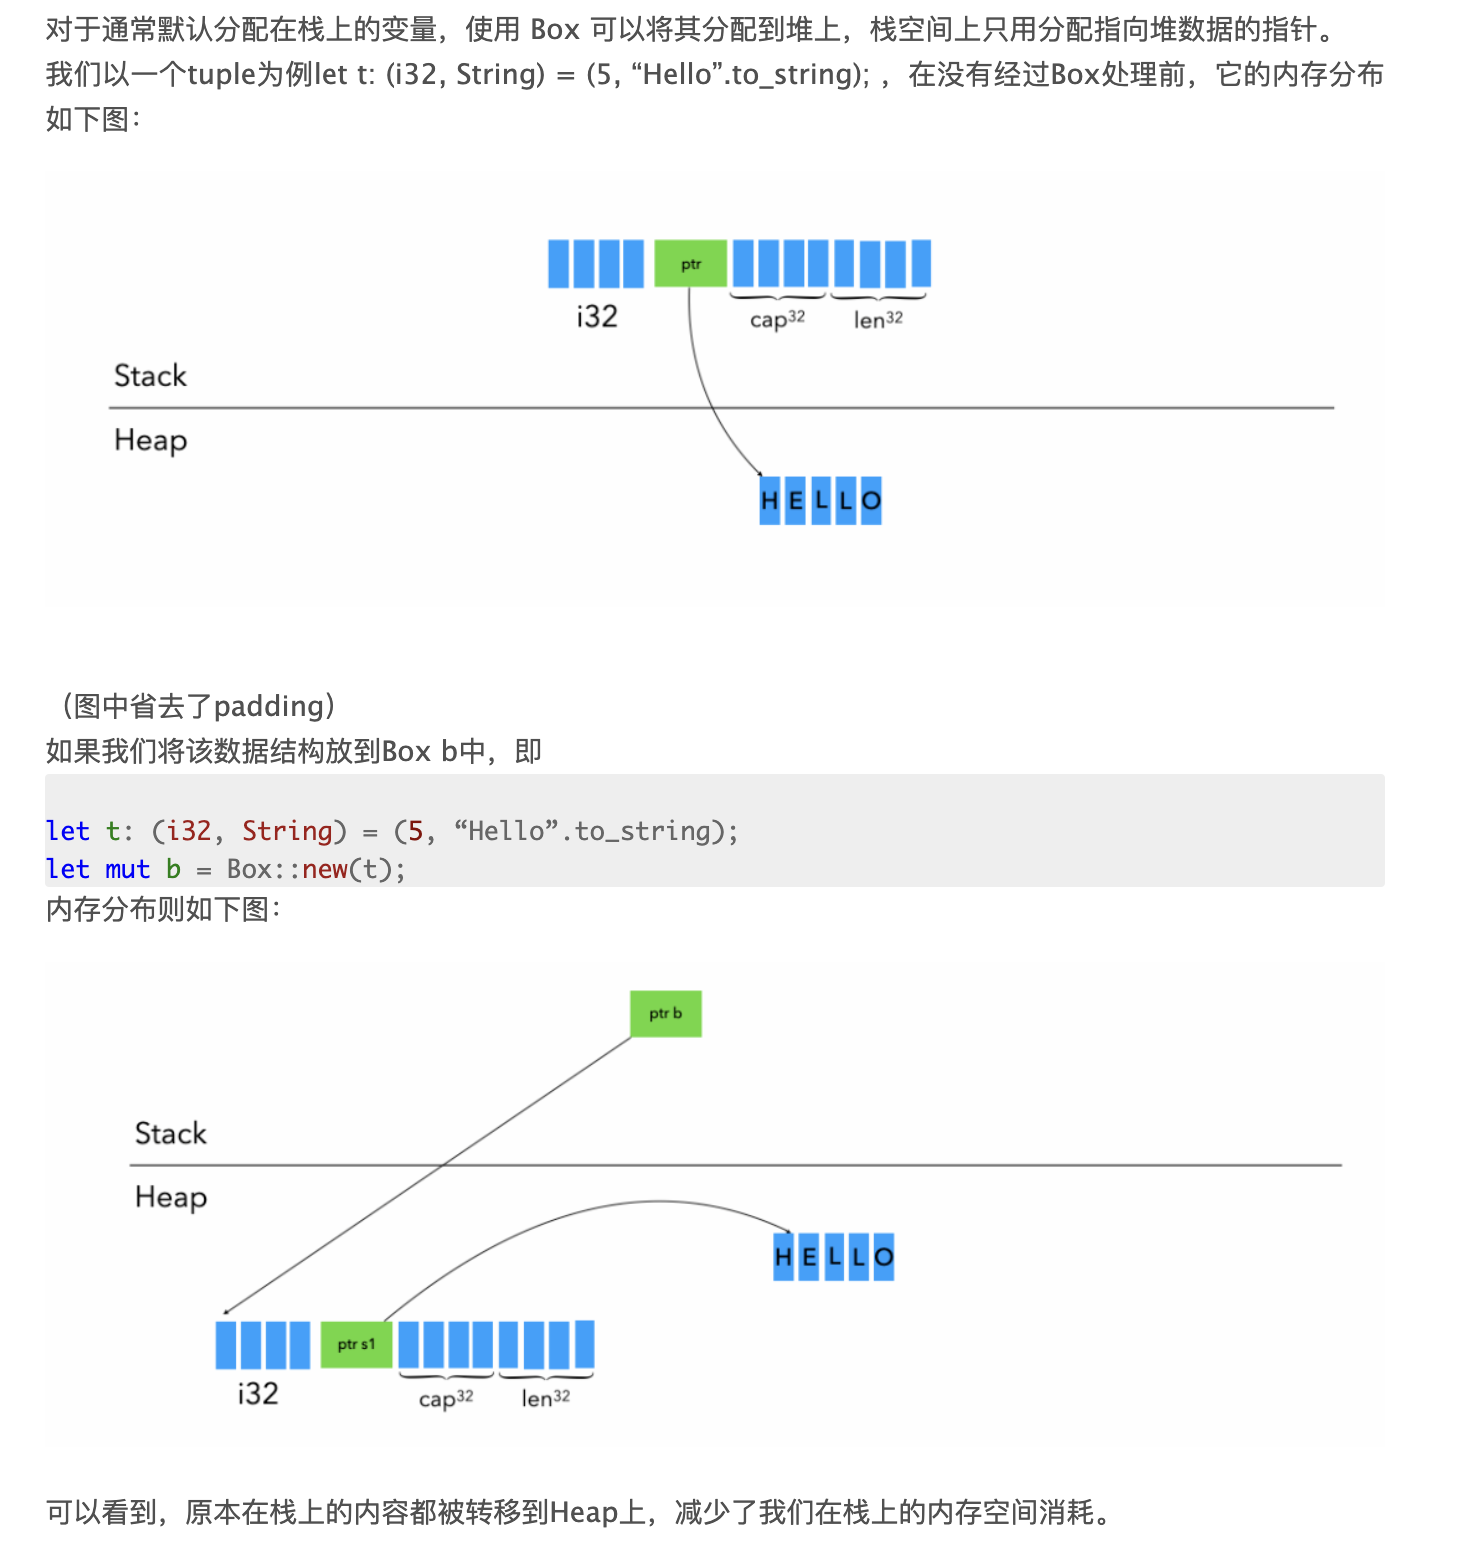 对于通常默认分配在栈上的变量，使用 Box 可以将其分配到堆上，栈空间上只用分配指向堆数据的指针。
我们以一个tuple为例let t: (i32, String) = (5, “Hello”.to_string); ，在没有经过Box处理前，它的内存分布
如下图：
ptr
i32
cap32
len32
Stack
Heap
H E L L O
（图中省去了padding）
如果我们将该数据结构放到Box b中，即
let t: (i32, String) = (5, “Hello”.to_string);
let mut b = Box::new(t);
内存分布则如下图：
ptr b
Stack
Heap
H E L L O
ptr s1
i32
cap32
len32
可以看到，原本在栈上的内容都被转移到Heap上，减少了我们在栈上的内存空间消耗。